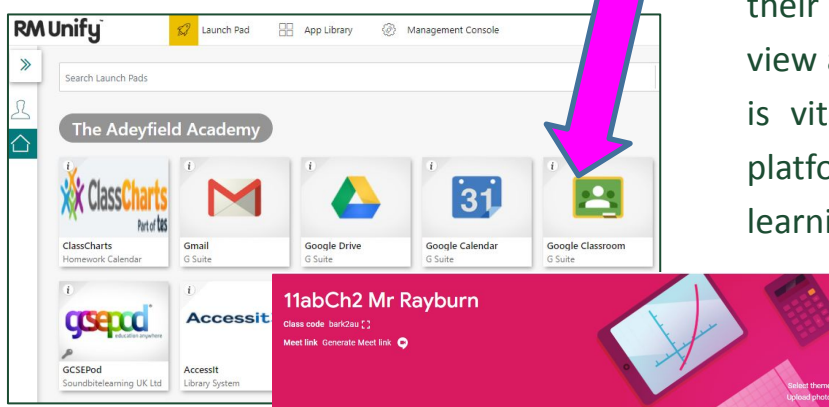 RM Unify
Launch Pad
App Library
Management Console
Search Launch Pads
The Adeyfield Academy
ClassCharts
Part of tes
31
ClassCharts
Homework Calendar
Gmail
G Suite
Google Drive
G Suite
Google Calendar
G Suite
Google Classroom
G Suite
gcsepod
education anywhere
GCSEPod
Soundbitelearning UK Ltd
Accessit
AccessIt
Library System
11abCh2 Mr Rayburn
Class code bark2au
Meet link Generate Meet link
Select theme
Upload photo
their
view
is